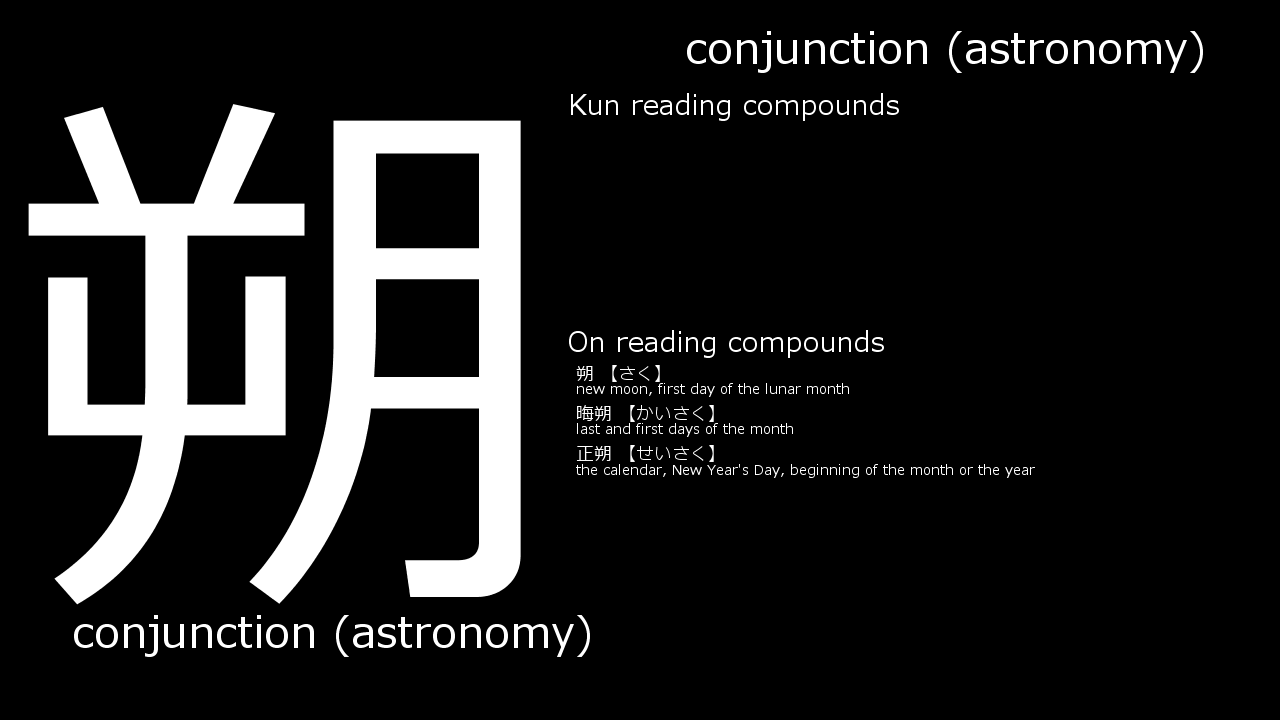 朔
conjunction (astronomy)
conjunction (astronomy)
Kun reading compounds
On reading compounds
朔 【さく】
new moon, first day of the lunar month
晦朔 【かいさく】
last and first days of the month
正朔 【せいさく】
the calendar, New Year's Day, beginning of the month or the year